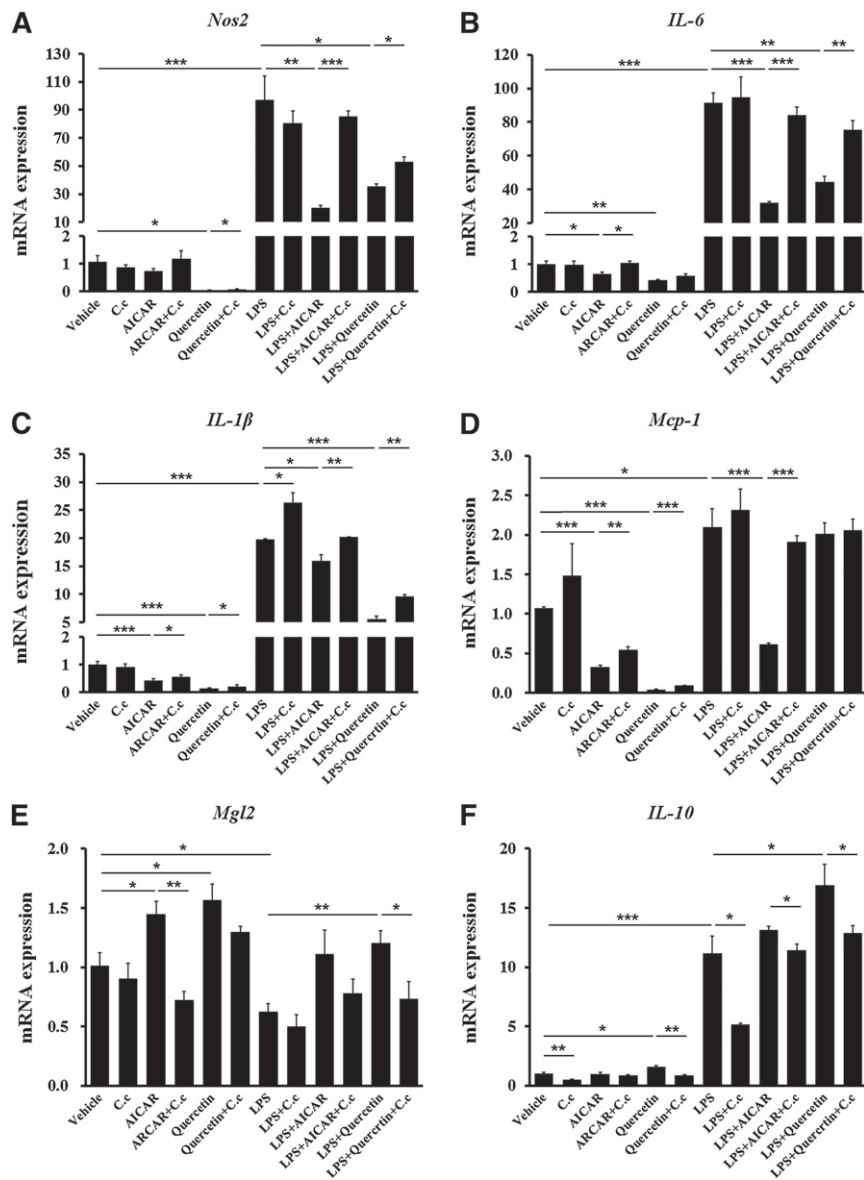 A
Nos2
mRNA expression
130
110
90
70
50
30
10
2
1
0
***
*
**
***
*
*
*
Vehicle
C.c
AICAR
ARCAR+C.c
Quercetin
Quercetin+C.c
LPS
LPS+C.c
LPS+AICAR
LPS+AICAR+C.c
LPS+Quercetin
LPS+Quercrtin+C.c
B
IL-6
mRNA expression
120
100
80
60
40
20
2
1
0
***
**
***
***
**
**
*
*
Vehicle
C.c
AICAR
ARCAR+C.c
Quercetin
Quercetin+C.c
LPS
LPS+C.c
LPS+AICAR
LPS+AICAR+C.c
LPS+Quercetin
LPS+Quercrtin+C.c
C
IL-1β
mRNA expression
35
30
25
20
15
10
5
2
1
0
***
**
*
**
***
*
***
*
***
*
Vehicle
C.c
AICAR
ARCAR+C.c
Quercetin
Quercetin+C.c
LPS
LPS+C.c
LPS+AICAR
LPS+AICAR+C.c
LPS+Quercetin
LPS+Quercrtin+C.c
D
Mcp-1
mRNA expression
3.0
2.5
2.0
1.5
1.0
0.5
0.0
*
***
***
***
***
***
**
Vehicle
C.c
AICAR
ARCAR+C.c
Quercetin
Quercetin+C.c
LPS
LPS+C.c
LPS+AICAR
LPS+AICAR+C.c
LPS+Quercetin
LPS+Quercrtin+C.c
E
Mgl2
mRNA expression
2.0
1.5
1.0
0.5
0.0
*
*
*
**
**
*
Vehicle
C.c
AICAR
ARCAR+C.c
Quercetin
Quercetin+C.c
LPS
LPS+C.c
LPS+AICAR
LPS+AICAR+C.c
LPS+Quercetin
LPS+Quercrtin+C.c
F
IL-10
mRNA expression
20
15
10
5
0
*
*
***
*
*
*
**
**
Vehicle
C.c
AICAR
ARCAR+C.c
Quercetin
Quercetin+C.c
LPS
LPS+C.c
LPS+AICAR
LPS+AICAR+C.c
LPS+Quercetin
LPS+Quercrtin+C.c